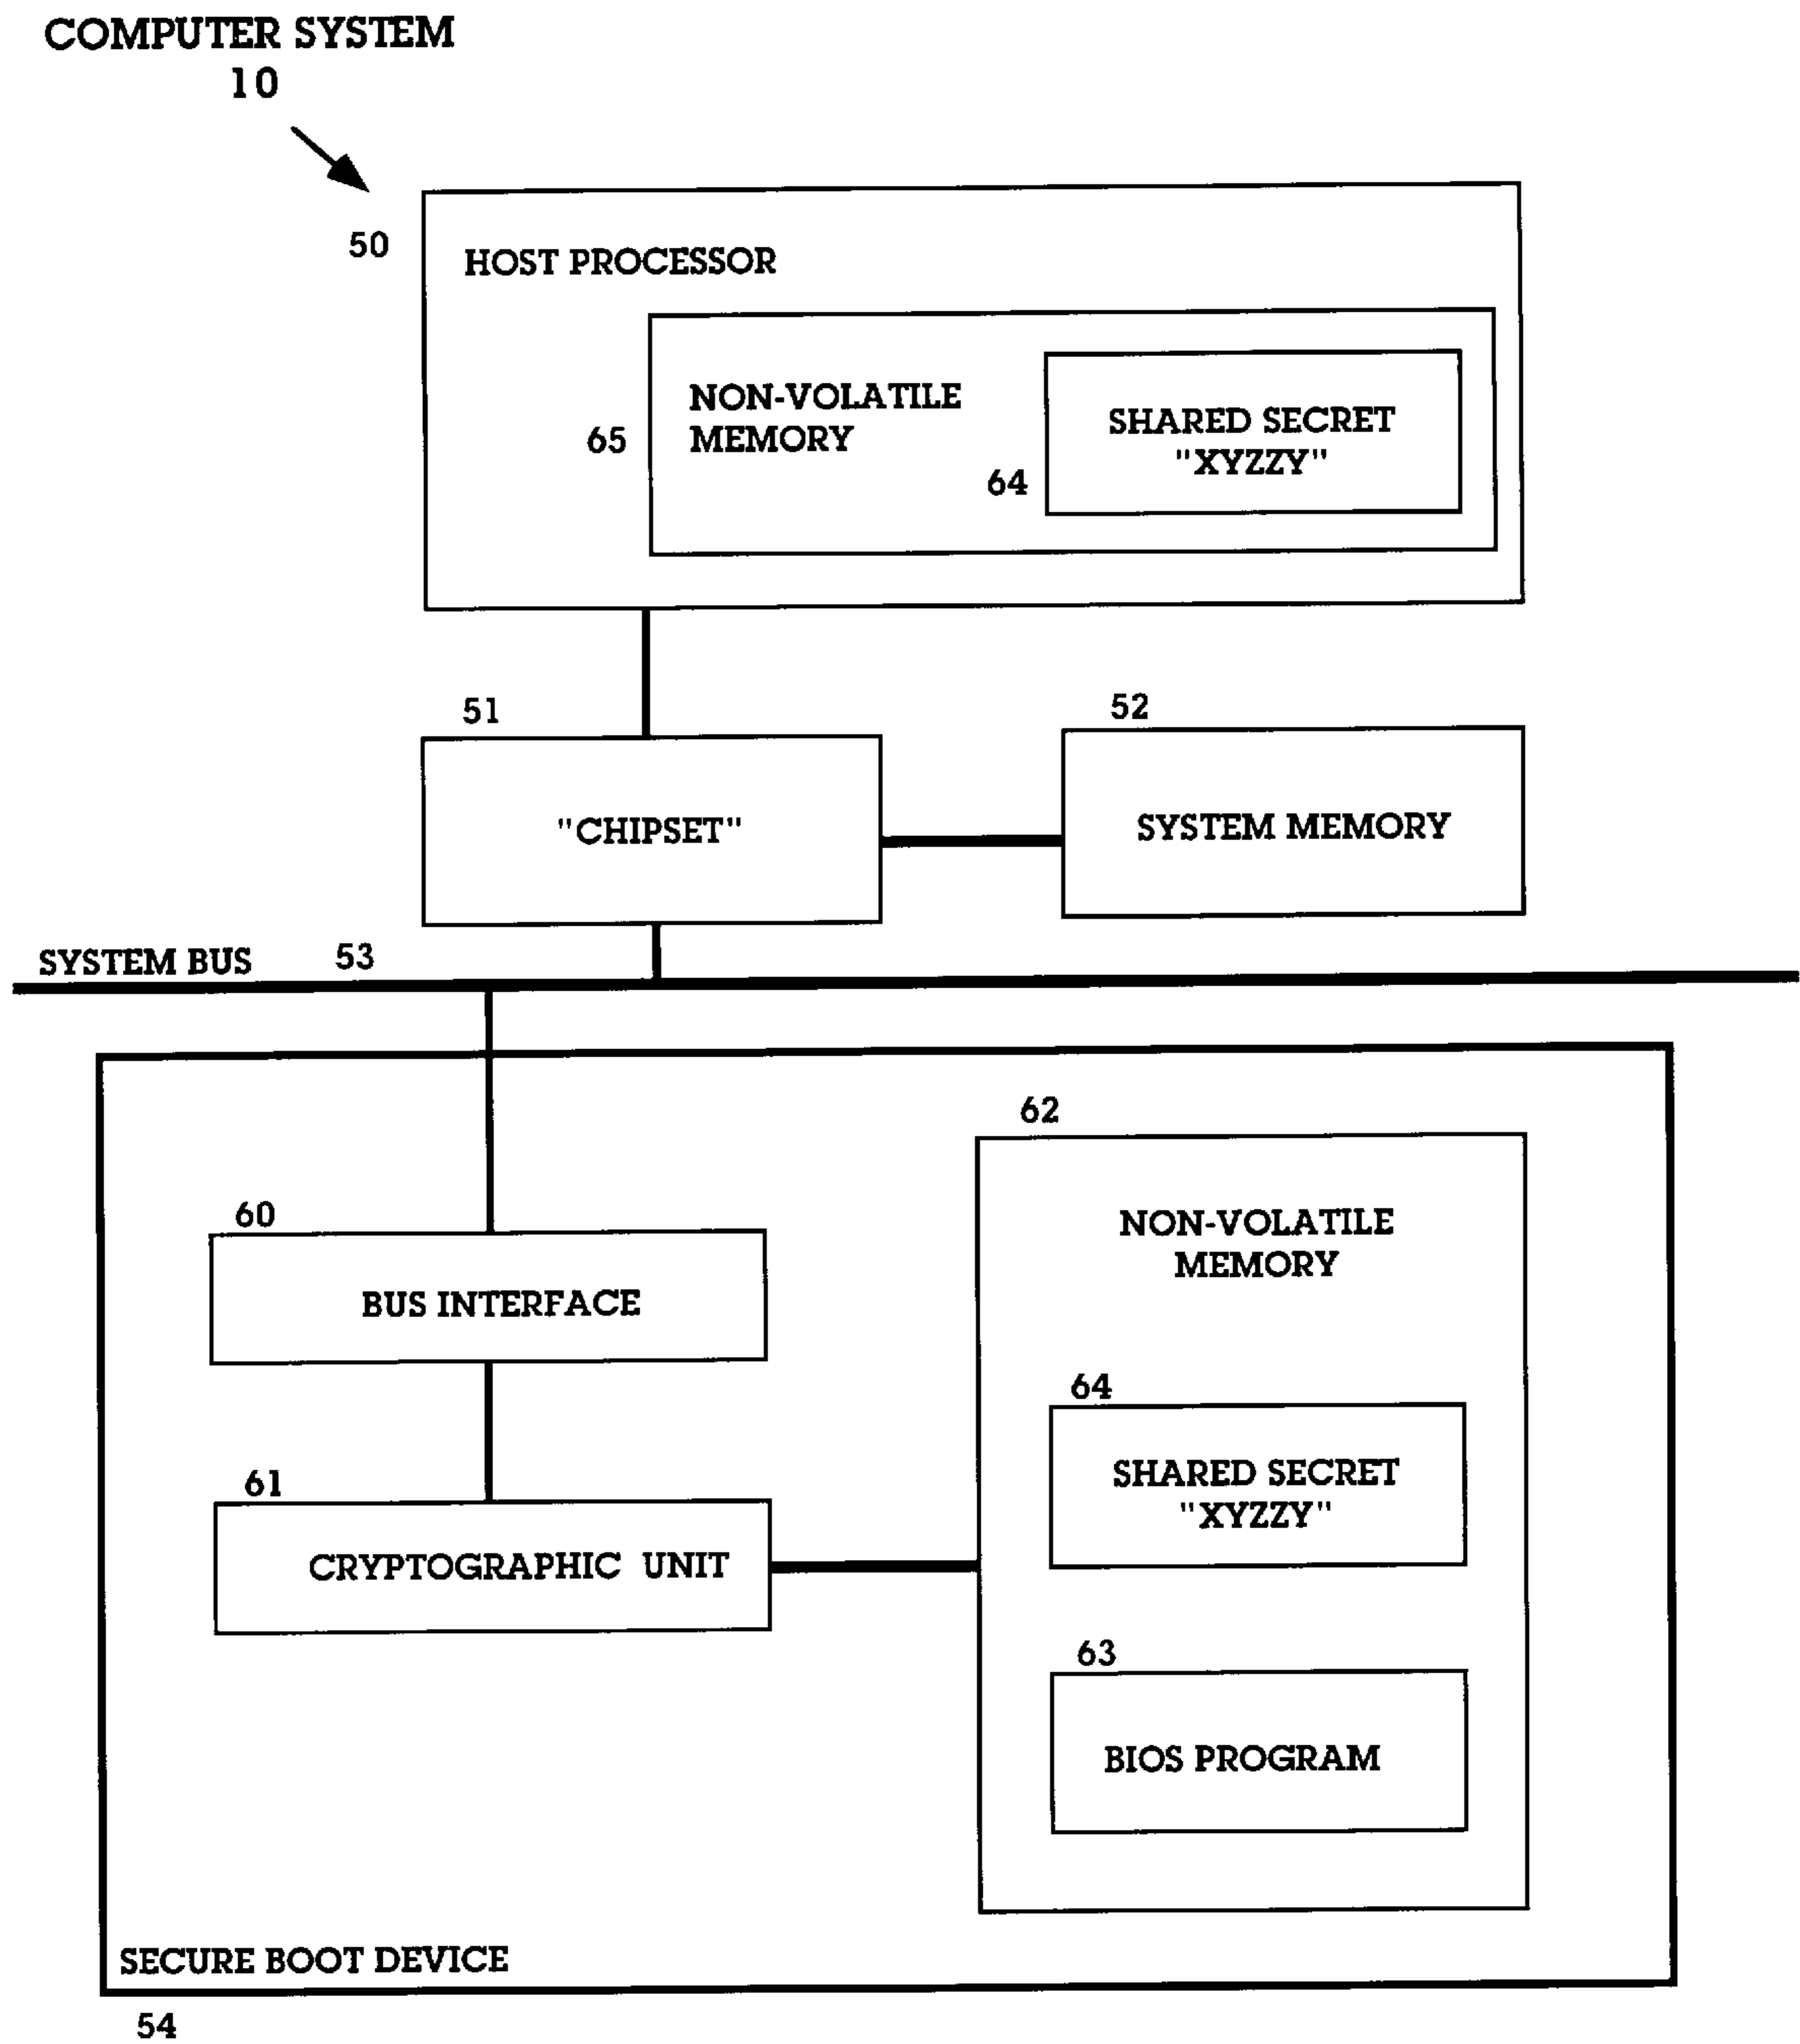 COMPUTER SYSTEM
10
50
HOST PROCESSOR
NON-VOLATILE
MEMORY
65
SHARED SECRET
"XYZZY"
64
51
"CHIPSET"
52
SYSTEM MEMORY
SYSTEM BUS 53
62
NON-VOLATILE
MEMORY
60
BUS INTERFACE
64
SHARED SECRET
"XYZZY"
61
CRYPTOGRAPHIC UNIT
63
BIOS PROGRAM
SECURE BOOT DEVICE
54